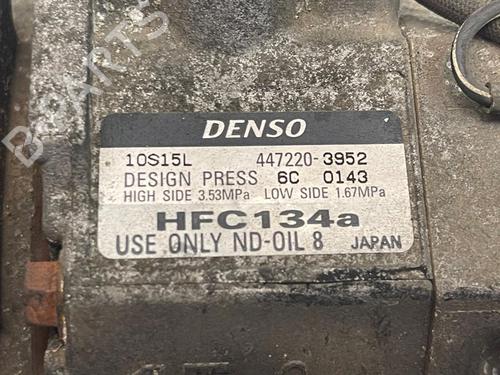 DENSO
10S15L 447220-3952
DESIGN PRESS 6C 0143
HIGH SIDE 3.53MPa LOW SIDE 1.67MPa
HFC134a
USE ONLY ND-OIL 8 JAPAN